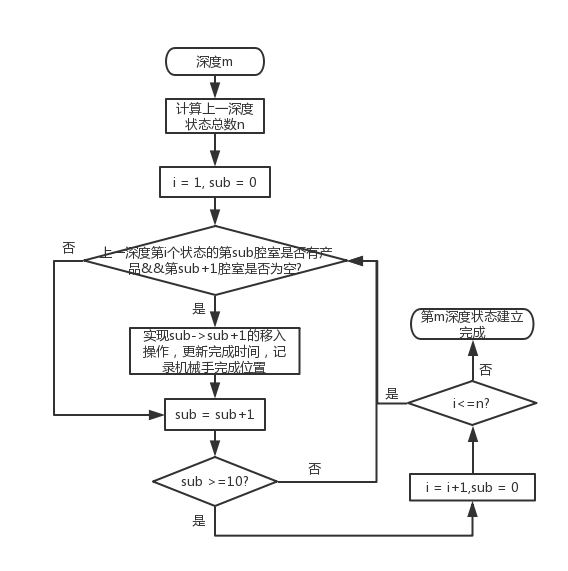 深度m
计算上一深度
状态总数n
i = 1, sub = 0
上一深度第i个状态的第sub腔室是否有产
品&&第sub+1腔室是否为空?
否
是
实现sub->sub+1的移入
操作，更新完成时间，记
录机械手完成位置
sub = sub+1
sub >=10?
否
是
第m深度状态建立
完成
否
是
i<=n?
i = i+1,sub = 0